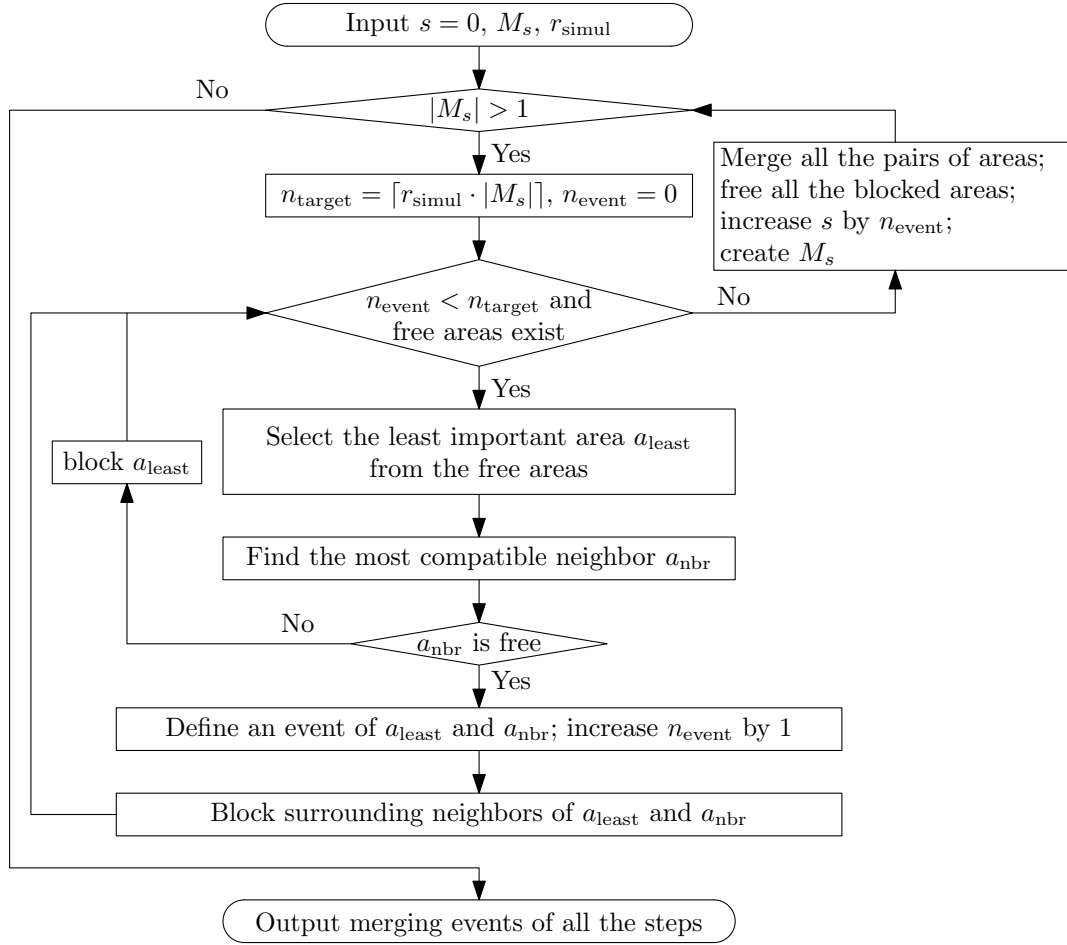 Input s = 0, M_s, r_simul
No
|M_s| > 1
Yes
n_target = ⌈r_simul · |M_s|⌉, n_event = 0
Merge all the pairs of areas;
free all the blocked areas;
increase s by n_event;
create M_s
n_event < n_target and
free areas exist
No
Yes
Select the least important area a_least
from the free areas
block a_least
Find the most compatible neighbor a_nbr
No
a_nbr is free
Yes
Define an event of a_least and a_nbr; increase n_event by 1
Block surrounding neighbors of a_least and a_nbr
Output merging events of all the steps